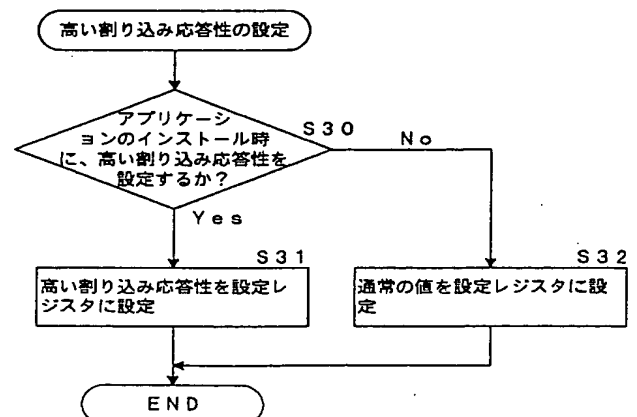 高い割り込み応答性の設定
アプリケーシ
ョンのインストール時
に、高い割り込み応答性を
設定するか？
S30
No
Yes
S31
高い割り込み応答性を設定レ
ジスタに設定
S32
通常の値を設定レジスタに設
定
END